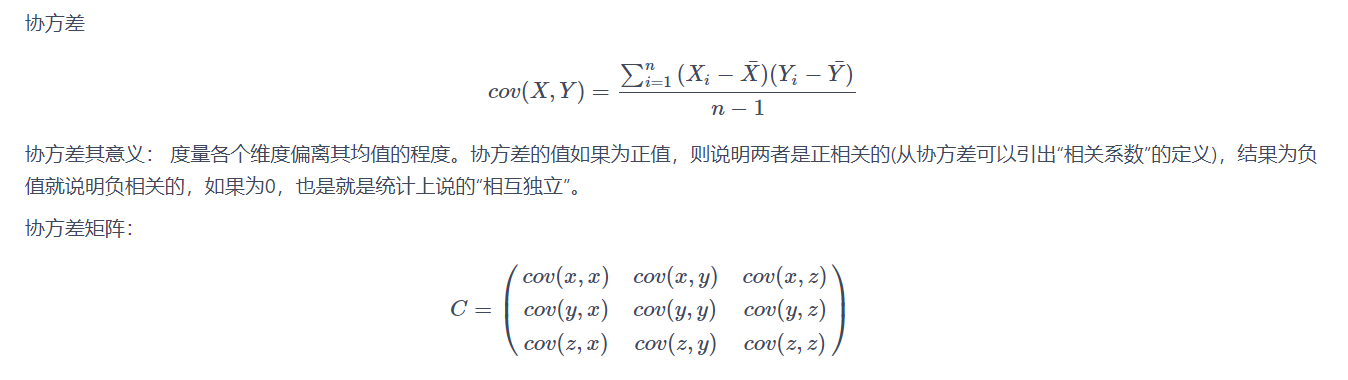 协方差
cov(X, Y) = \frac{\sum_{i=1}^{n}(X_i - \bar{X})(Y_i - \bar{Y})}{n - 1}
协方差其意义： 度量各个维度偏离其均值的程度。协方差的值如果为正值，则说明两者是正相关的(从协方差可以引出“相关系数”的定义)，结果为负
值就说明负相关的，如果为0，也是就是统计上说的“相互独立”。
协方差矩阵：
C = \begin{pmatrix} cov(x, x) & cov(x, y) & cov(x, z) \\ cov(y, x) & cov(y, y) & cov(y, z) \\ cov(z, x) & cov(z, y) & cov(z, z) \end{pmatrix}